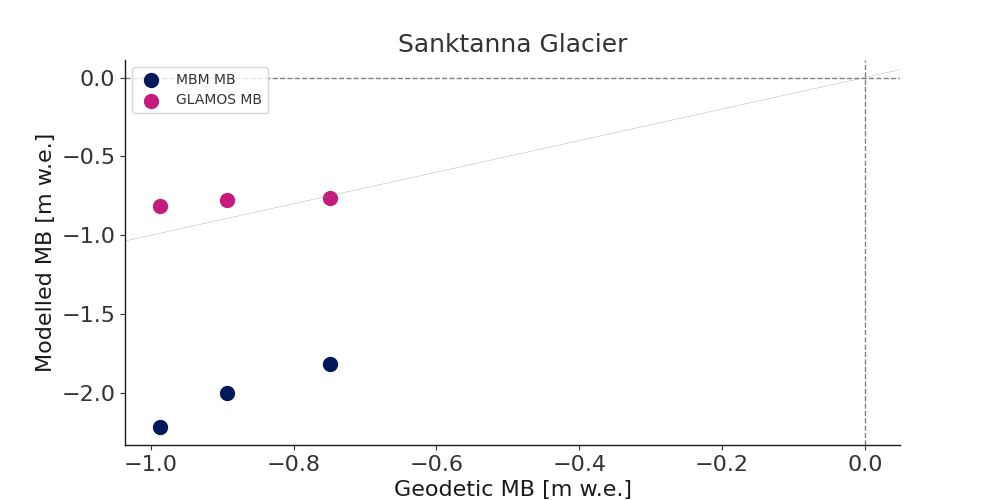 Sanktanna Glacier
MBM MB
GLAMOS MB
Modelled MB [m w.e.]
0.0
−0.5
−1.0
−1.5
−2.0
−1.0
−0.8
−0.6
−0.4
−0.2
0.0
Geodetic MB [m w.e.]